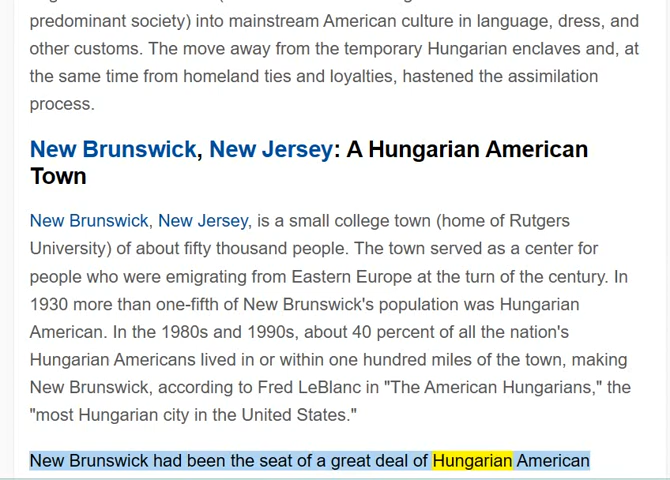 predominant society) into mainstream American culture in language, dress, and
other customs. The move away from the temporary Hungarian enclaves and, at
the same time from homeland ties and loyalties, hastened the assimilation
process.
New Brunswick, New Jersey: A Hungarian American
Town
New Brunswick, New Jersey, is a small college town (home of Rutgers
University) of about fifty thousand people. The town served as a center for
people who were emigrating from Eastern Europe at the turn of the century. In
1930 more than one-fifth of New Brunswick's population was Hungarian
American. In the 1980s and 1990s, about 40 percent of all the nation's
Hungarian Americans lived in or within one hundred miles of the town, making
New Brunswick, according to Fred LeBlanc in "The American Hungarians," the
"most Hungarian city in the United States."
New Brunswick had been the seat of a great deal of Hungarian American